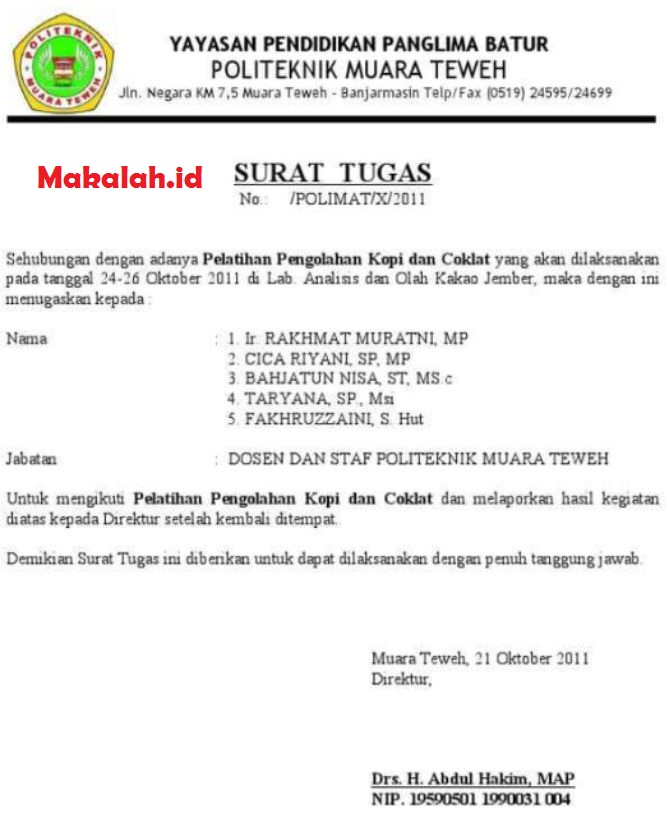 POLITEKNIK
MUARA TEWEH
YAYASAN PENDIDIKAN PANGLIMA BATUR
POLITEKNIK MUARA TEWEH
Jln. Negara KM 7,5 Muara Teweh - Banjarmasin Telp/Fax (0519) 24595/24699
Makalah.id
SURAT TUGAS
No.: /POLIMAT/X/2011
Sehubungan dengan adanya Pelatihan Pengolahan Kopi dan Coklat yang akan dilaksanakan
pada tanggal 24-26 Oktober 2011 di Lab. Analisis dan Olah Kakao Jember, maka dengan ini
menugaskan kepada :
Nama : 1. Ir. RAKHMAT MURATNI, MP
2. CICA RIYANI, SP, MP
3. BAHJATUN NISA, ST, MS.c
4. TARYANA, SP., Msi
5. FAKHRUZZAINI, S. Hut
Jabatan : DOSEN DAN STAF POLITEKNIK MUARA TEWEH
Untuk mengikuti Pelatihan Pengolahan Kopi dan Coklat dan melaporkan hasil kegiatan
diatas kepada Direktur setelah kembali ditempat.
Demikian Surat Tugas ini diberikan untuk dapat dilaksanakan dengan penuh tanggung jawab.
Muara Teweh, 21 Oktober 2011
Direktur,
Drs. H. Abdul Hakim, MAP
NIP. 19590501 1990031 004